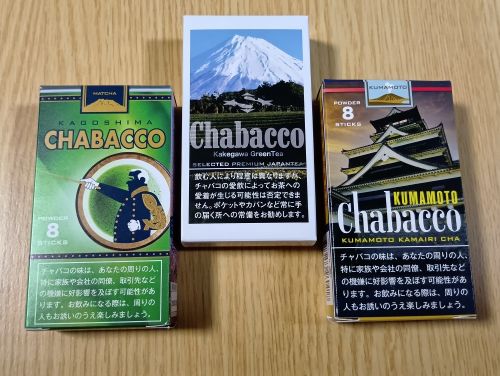 MATCHA
KAGOSHIMA
CHABACCO
POWDER
8
STICKS
チャバコの味は、あなたの周りの人、
特に家族や会社の同僚、取引先など
の機嫌に好影響を及ぼす可能性があ
ります。お飲みになる際は、周りの
人もお誘いのうえ楽しみましょう。
Chabacco
Kakegawa GreenTea
SELECTED PREMIUM JAPANTEA
飲む人により程度は異なりますが、
チャバコの愛飲によってお茶への
愛着が生じる可能性は否定できま
せん。ポケットやカバンなど常に手
の届く所への常備をお勧めします。
KUMAMOTO
POWDER
8
STICKS
KUMAMOTO
Chabacco
KUMAMOTO KAMAIRI CHA
チャバコの味は、あなたの周りの人、
特に家族や会社の同僚、取引先など
の機嫌に好影響を及ぼす可能性があ
ります。お飲みになる際は、周りの
人もお誘いのうえ楽しみましょう。